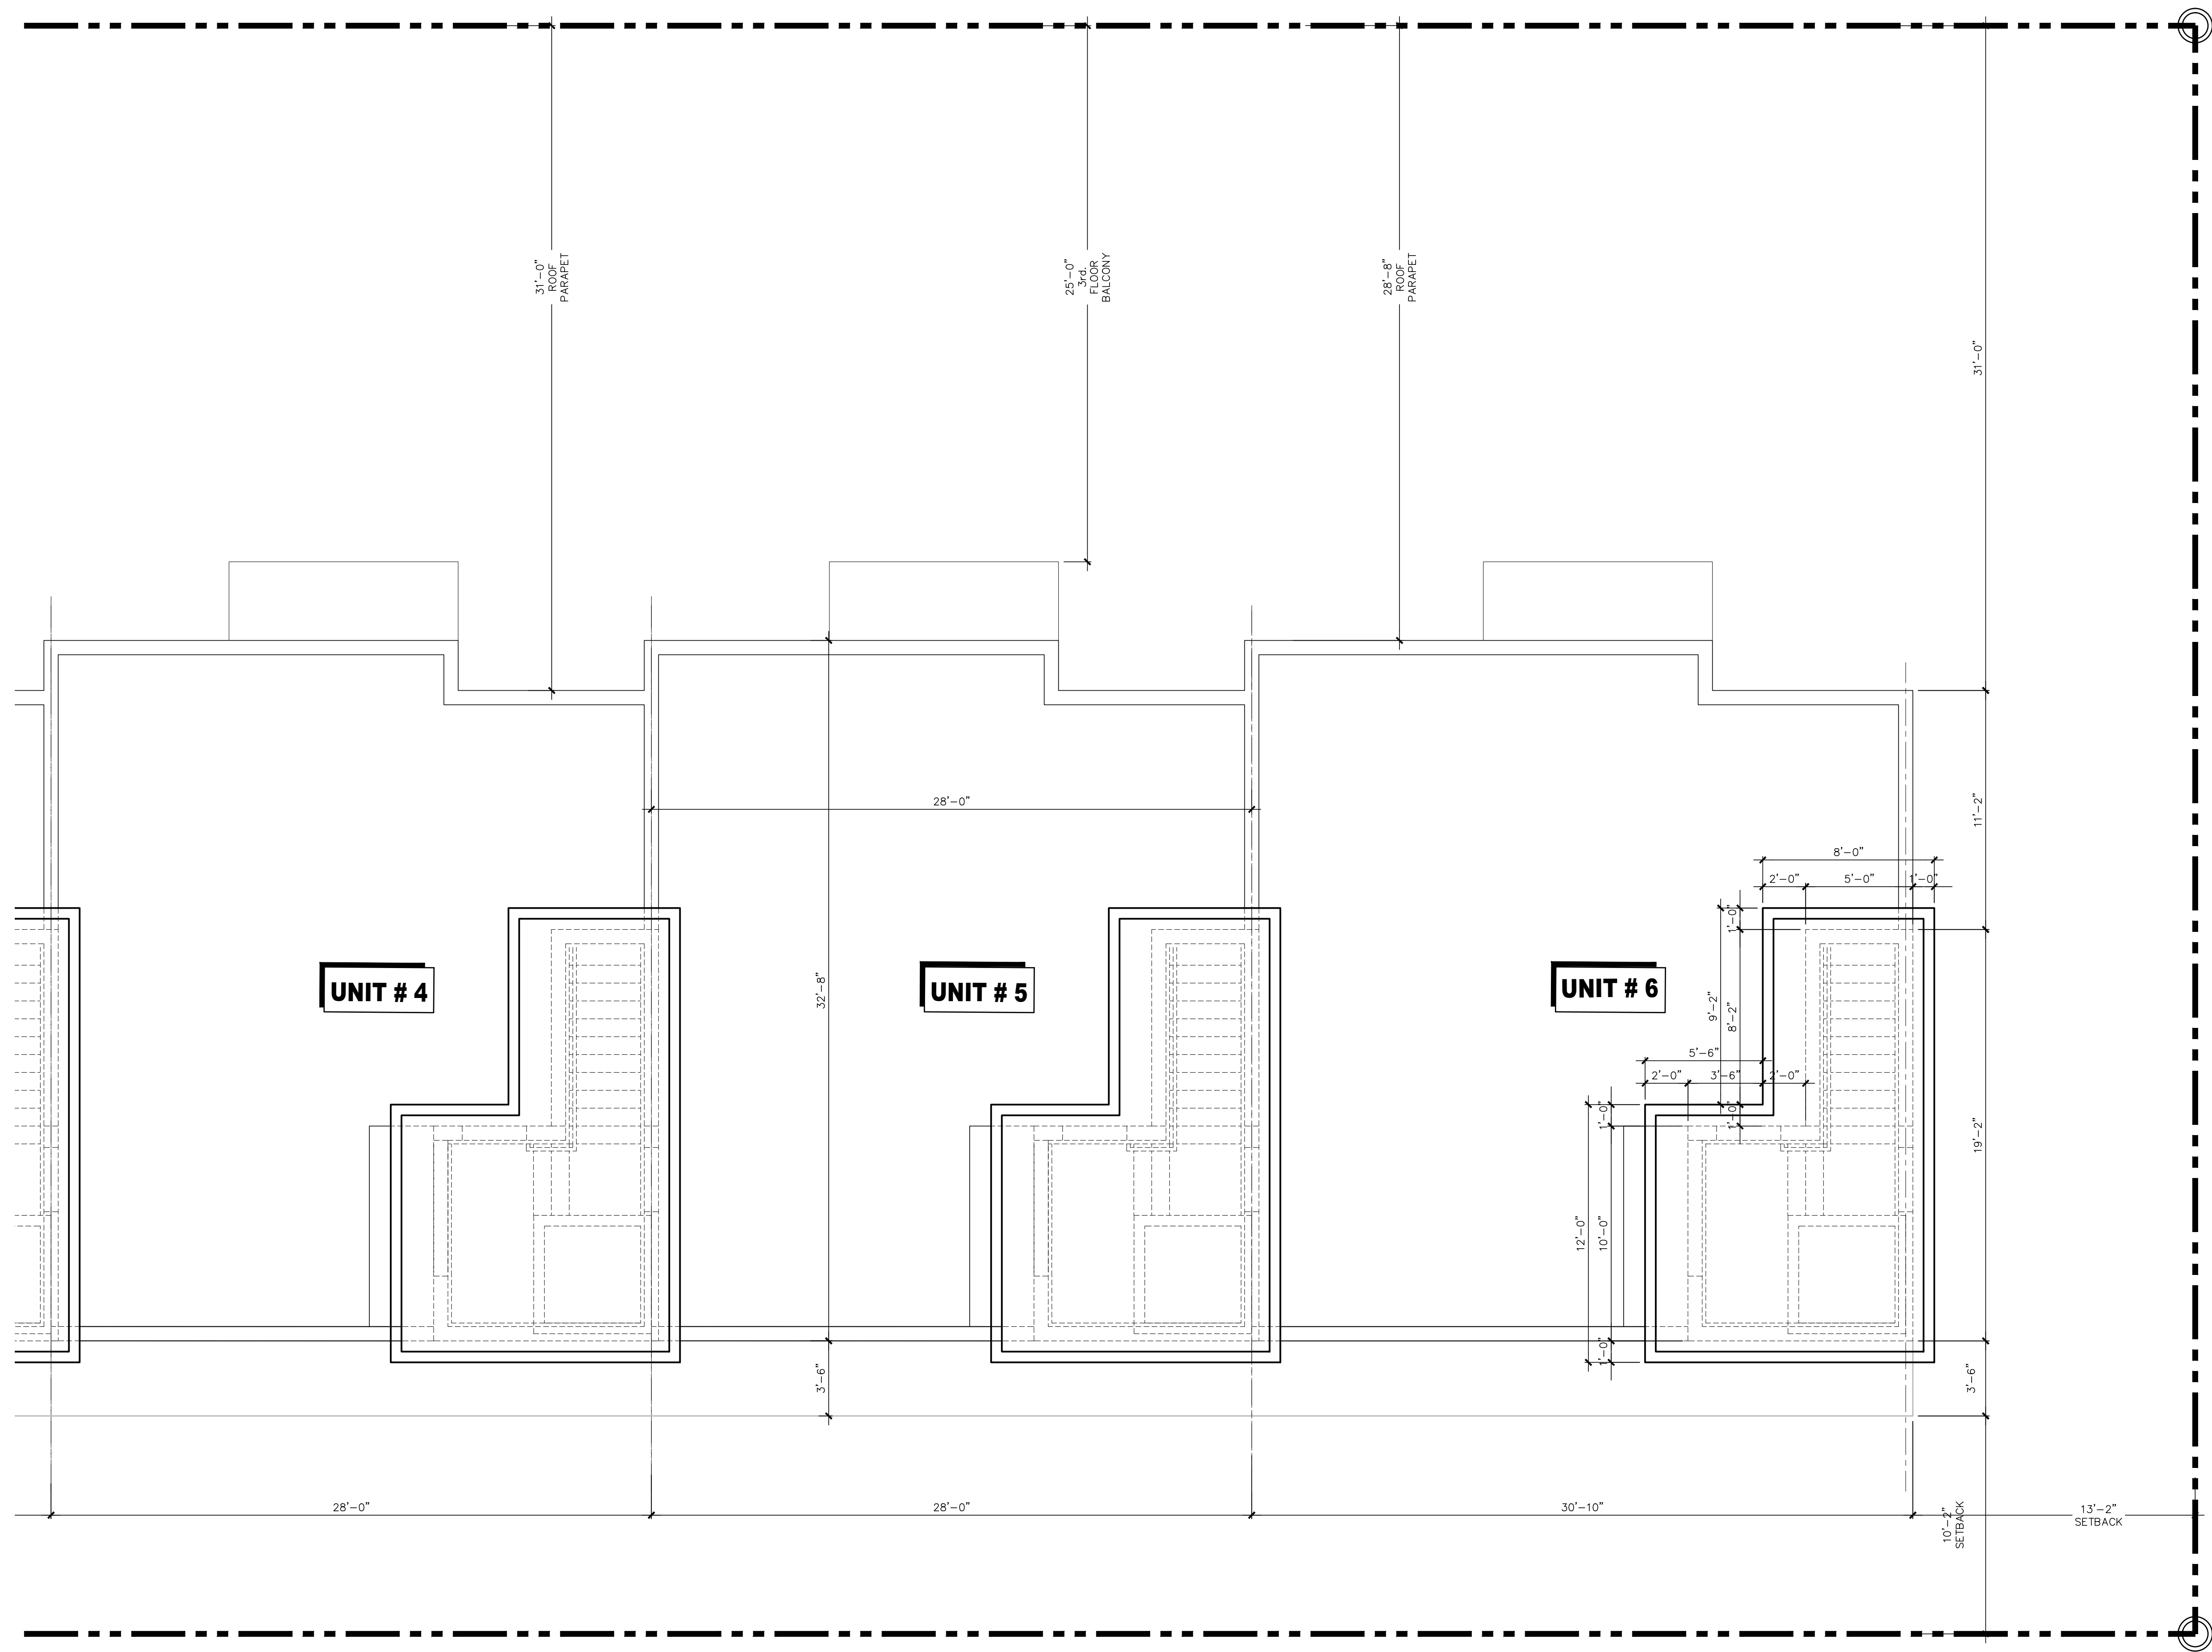 31'-0"
ROOF
PARAPET
25'-0"
3rd.
FLOOR
BALCONY
28'-8"
ROOF
PARAPET
31'-0"
28'-0"
11'-2"
8'-0"
2'-0"
5'-0"
1'-0"
1'-0"
UNIT # 4
UNIT # 5
UNIT # 6
32'-8"
9'-2"
8'-2"
5'-6"
2'-0"
3'-6"
2'-0"
1'-0"
1'-0"
19'-2"
12'-0"
10'-0"
1'-0"
3'-6"
3'-6"
28'-0"
28'-0"
30'-10"
10'-2"
SETBACK
13'-2"
SETBACK